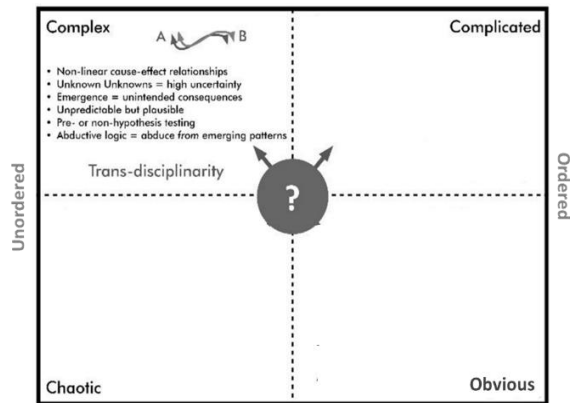 Complex
Complicated
A B
• Non-linear cause-effect relationships
• Unknown Unknowns = high uncertainty
• Emergence = unintended consequences
• Unpredictable but plausible
• Pre- or non-hypothesis testing
• Abductive logic = abduce from emerging patterns
Trans-disciplinarity
Unordered
?
Ordered
Chaotic
Obvious